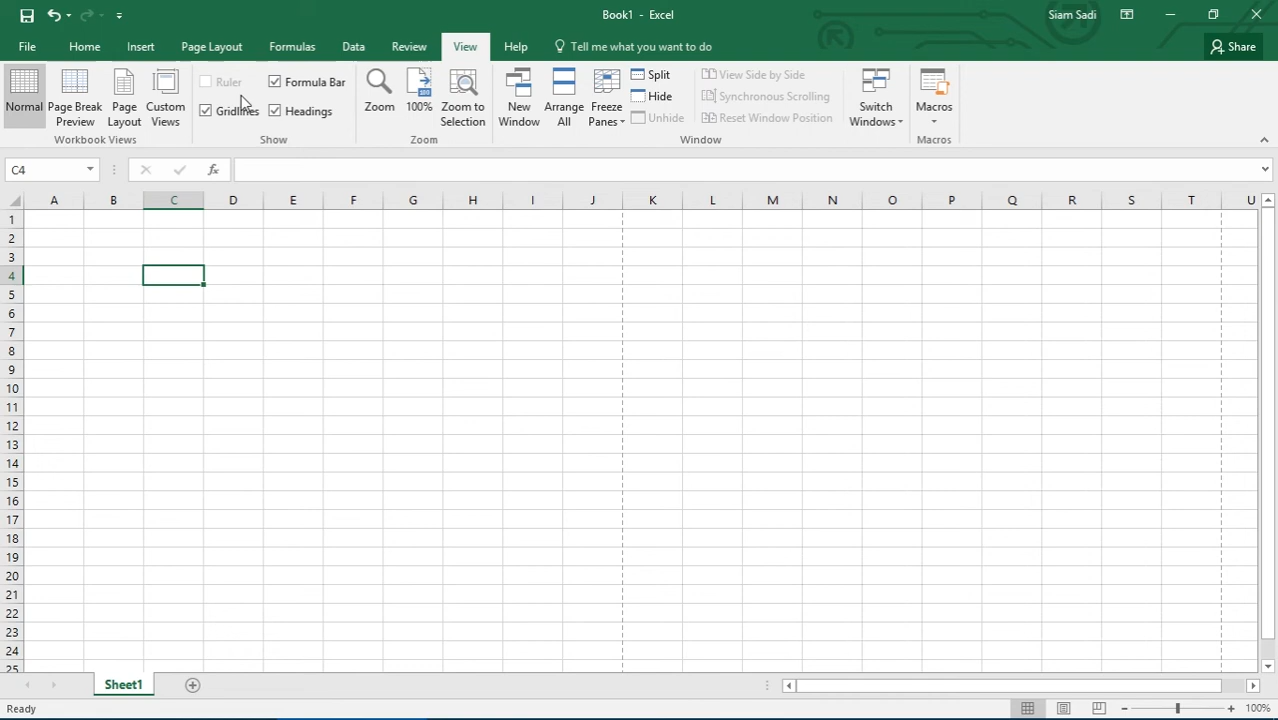 Book1 - Excel
Siam Sadi
File Home Insert Page Layout Formulas Data Review View Help Tell me what you want to do Share
Normal
Page Break Preview
Page Layout
Custom Views
Workbook Views
Ruler
Formula Bar
Gridlines
Headings
Show
Zoom
100
100%
Zoom to Selection
Zoom
New Window
Arrange All
Freeze Panes
Split
Hide
Unhide
View Side by Side
Synchronous Scrolling
Reset Window Position
Switch Windows
Window
Macros
Macros
C4 fx
A B C D E F G H I J K L M N O P Q R S T U
1
2
3
4
5
6
7
8
9
10
11
12
13
14
15
16
17
18
19
20
21
22
23
24
25
Sheet1
Ready 100%